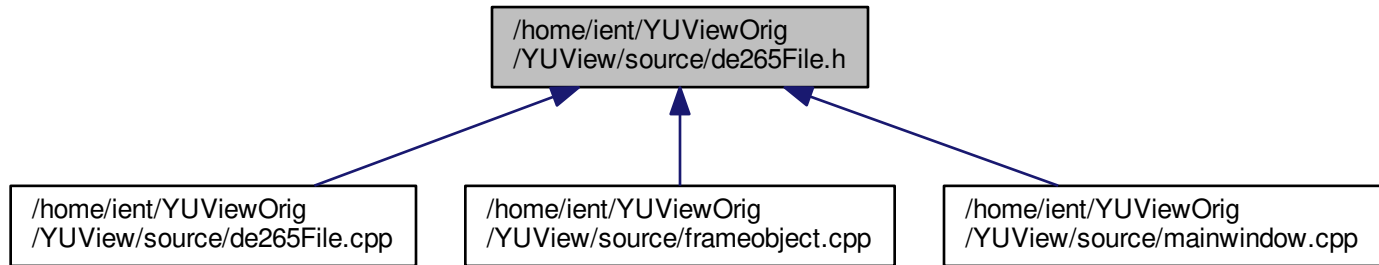 /home/ient/YUViewOrig
/YUView/source/de265File.h
/home/ient/YUViewOrig
/YUView/source/de265File.cpp
/home/ient/YUViewOrig
/YUView/source/frameobject.cpp
/home/ient/YUViewOrig
/YUView/source/mainwindow.cpp